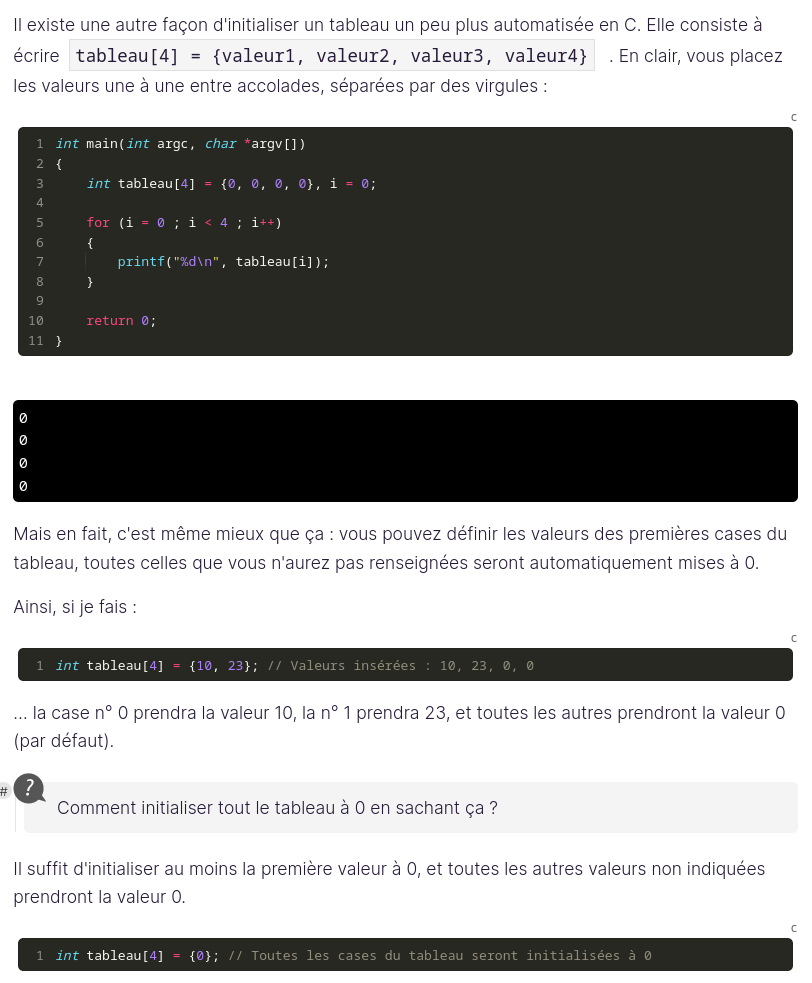 Il existe une autre façon d'initialiser un tableau un peu plus automatisée en C. Elle consiste à
écrire tableau[4] = {valeur1, valeur2, valeur3, valeur4} . En clair, vous placez
les valeurs une à une entre accolades, séparées par des virgules :
c
1 int main(int argc, char *argv[])
2 {
3     int tableau[4] = {0, 0, 0, 0}, i = 0;
4
5     for (i = 0 ; i < 4 ; i++)
6     {
7         printf("%d\n", tableau[i]);
8     }
9
10     return 0;
11 }
0
0
0
0
Mais en fait, c'est même mieux que ça : vous pouvez définir les valeurs des premières cases du
tableau, toutes celles que vous n'aurez pas renseignées seront automatiquement mises à 0.
Ainsi, si je fais :
c
1 int tableau[4] = {10, 23}; // Valeurs insérées : 10, 23, 0, 0
... la case n° 0 prendra la valeur 10, la n° 1 prendra 23, et toutes les autres prendront la valeur 0
(par défaut).
# ?
Comment initialiser tout le tableau à 0 en sachant ça ?
Il suffit d'initialiser au moins la première valeur à 0, et toutes les autres valeurs non indiquées
prendront la valeur 0.
c
1 int tableau[4] = {0}; // Toutes les cases du tableau seront initialisées à 0